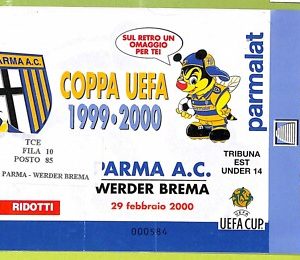 SUL RETRO UN
OMAGGIO PER
PER TEI
PARMA A.C.
COPPA UEFA
1999-2000
parmalat
TCE
FILA 10
POSTO 85
PARMA - WERDER BREMA
PARMA A.C.
WERDER BREMA
TRIBUNA
EST
UNDER 14
RIDOTTI
29 febbraio 2000
000584
UEFA CUP